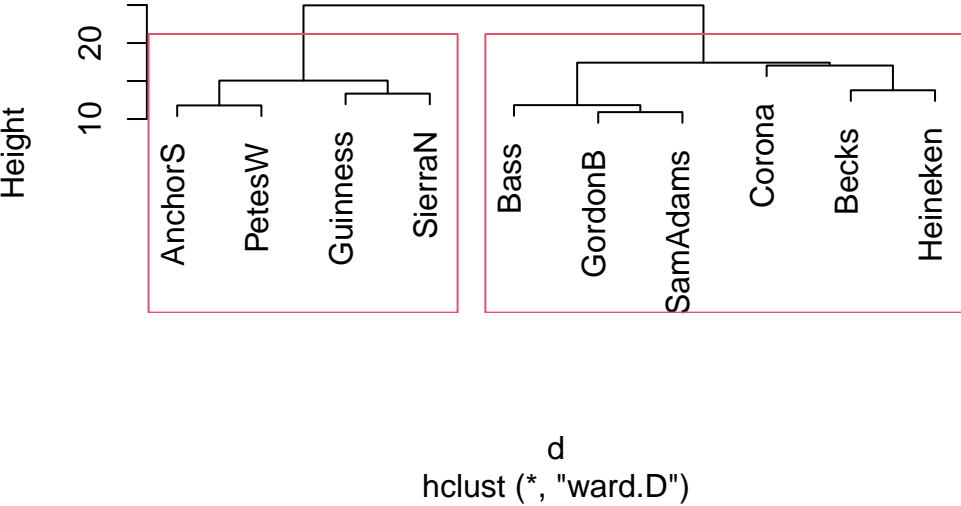 Height
20
10
AnchorS
PetesW
Guinness
SierraN
Bass
GordonB
SamAdams
Corona
Becks
Heineken
d
hclust (*, "ward.D")